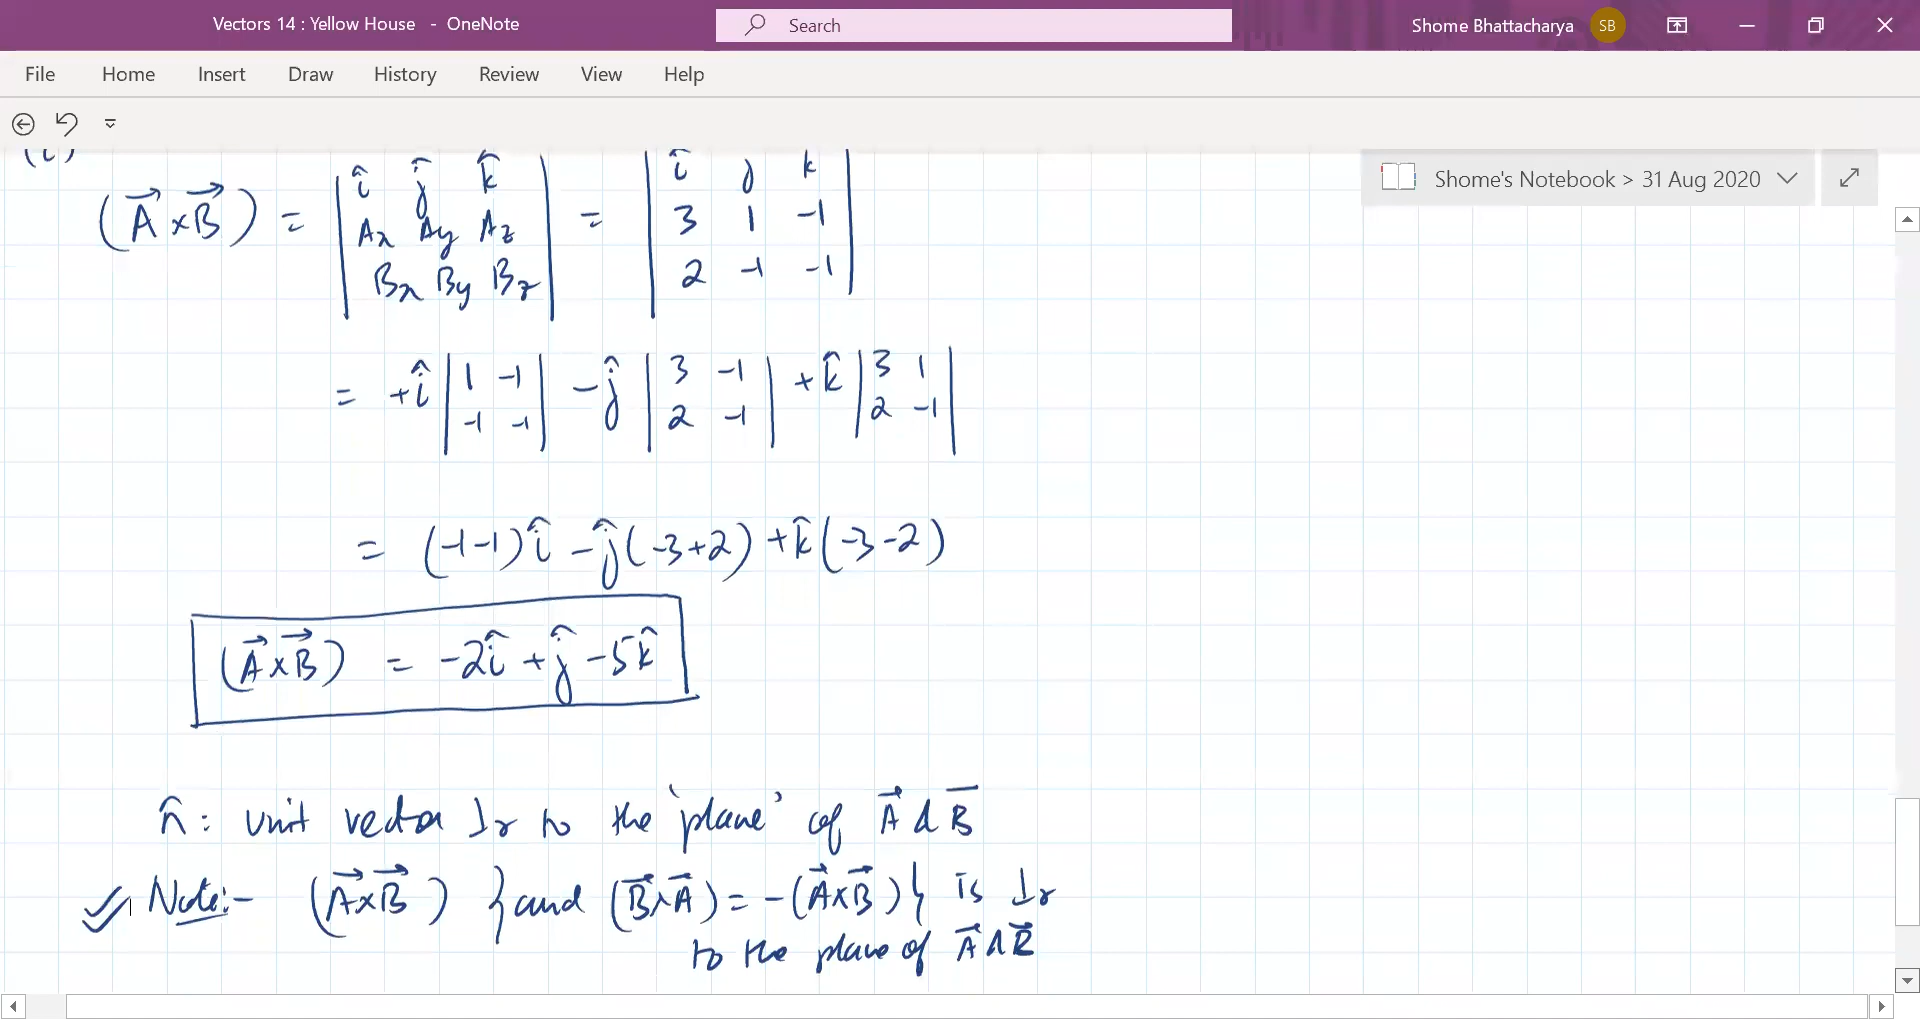 Vectors 14 : Yellow House - OneNote
Search
Shome Bhattacharya SB
File Home Insert Draw History Review View Help
Shome's Notebook > 31 Aug 2020
(i)
(A⃗ × B⃗) = | î ĵ k̂ | = | î j k |
| Ax Ay Az | | 3 1 -1 |
| Bx By Bz | | 2 -1 -1 |
= +î | 1 -1 | - ĵ | 3 -1 | + k̂ | 3 1 |
| -1 -1 | | 2 -1 | | 2 -1 |
= (-1-1)î - ĵ(-3+2) + k̂(-3-2)
(A⃗ × B⃗) = -2î + ĵ - 5k̂
n̂ : unit vector ⊥r to the 'plane' of A⃗ & B⃗
Note:- (A⃗ × B⃗) } and (B⃗ × A⃗) = -(A⃗ × B⃗) } is ⊥r
to the plane of A⃗ & B⃗